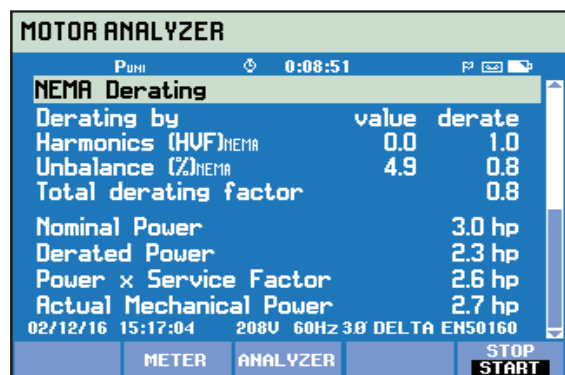 MOTOR ANALYZER
PUNI 0:08:51
NEMA Derating
Derating by value derate
Harmonics (HVF)NEMA 0.0 1.0
Unbalance (%)NEMA 4.9 0.8
Total derating factor 0.8
Nominal Power 3.0 hp
Derated Power 2.3 hp
Power x Service Factor 2.6 hp
Actual Mechanical Power 2.7 hp
02/12/16 15:17:04 208V 60Hz 3Ø DELTA EN50160
METER ANALYZER STOP
START